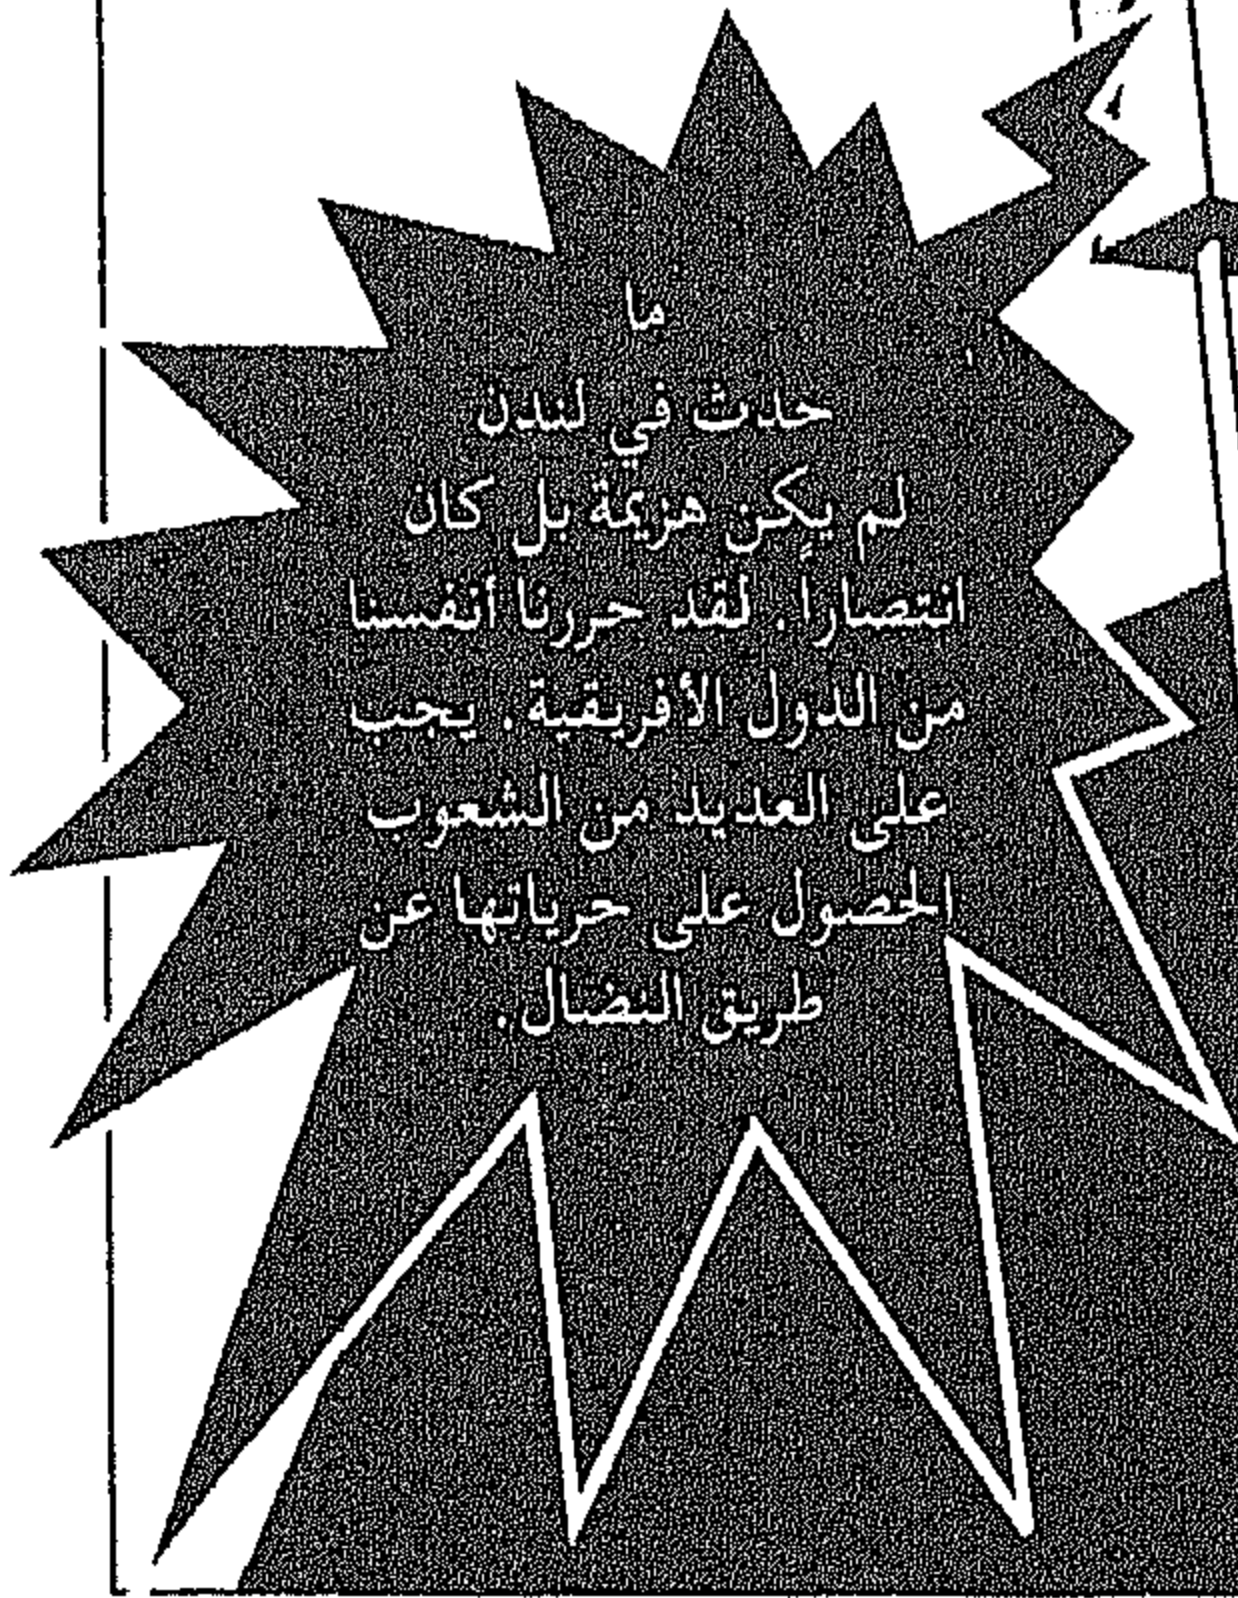 ما
حدث في لندن
لم يكن هزيمة بل كان
انتصاراً. لقد حررنا أنفسنا
من الدول الأفريقية. يجب
على العديد من الشعوب
الحصول على حرياتها عن
طريق النضال.